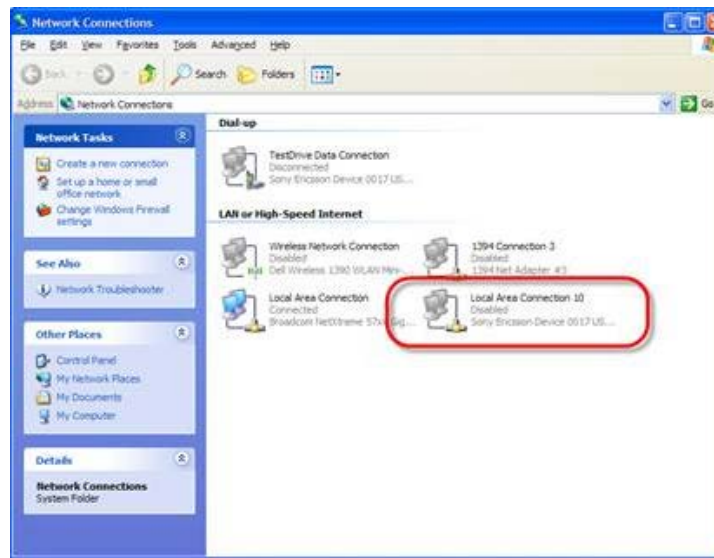 Network Connections
File Edit View Favorites Tools Advanced Help
Back Search Folders
Address Network Connections Go
Network Tasks
Create a new connection
Set up a home or small
office network
Change Windows Firewall
settings
See Also
Network Troubleshooter
Other Places
Control Panel
My Network Places
My Documents
My Computer
Details
Network Connections
System Folder
Dial-up
TestDrive Data Connection
Disconnected
Sony Ericsson Device 0017 US...
LAN or High-Speed Internet
Wireless Network Connection
Disabled
Dell Wireless 1390 WLAN Mini-
1394 Connection 3
Disabled
1394 Net Adapter #3
Local Area Connection
Connected
Broadcom NetXtreme 57xx Gig...
Local Area Connection 10
Disabled
Sony Ericsson Device 0017 US...